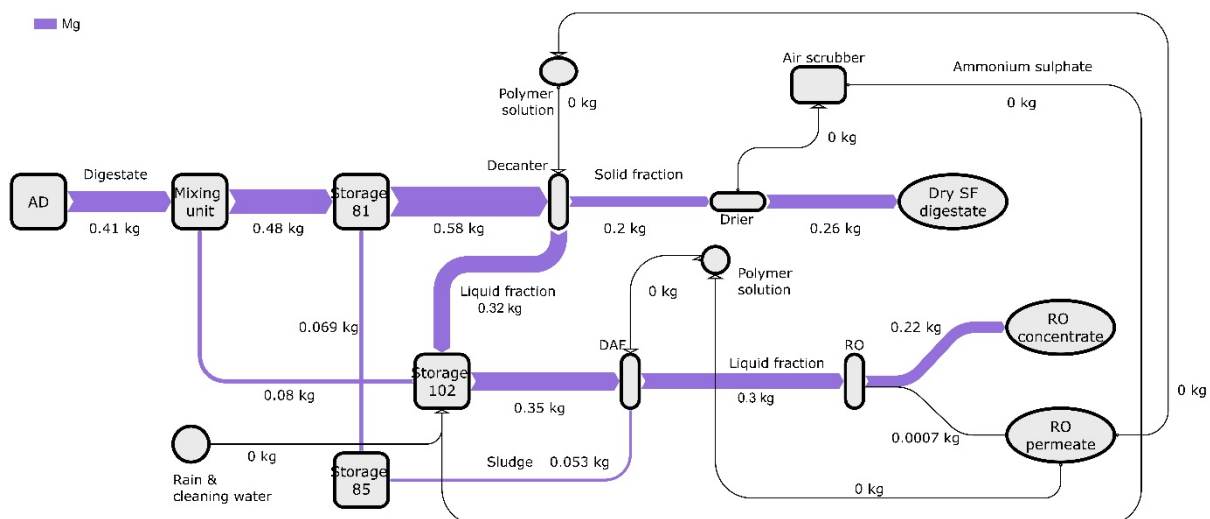 Mg
Air scrubber
Ammonium sulphate
0 kg
Polymer
solution
0 kg
0 kg
Decanter
Digestate
Solid fraction
AD
Mixing
unit
Storage
81
Dry SF
digestate
Drier
0.41 kg
0.48 kg
0.58 kg
0.2 kg
0.26 kg
Polymer
solution
0 kg
Liquid fraction
0.32 kg
0.069 kg
0.22 kg
RO
concentrate
DAF
RO
Liquid fraction
Storage
102
0.08 kg
0.35 kg
0.3 kg
0 kg
0.0007 kg
RO
permeate
0 kg
Rain &
cleaning water
Storage
85
Sludge 0.053 kg
0 kg